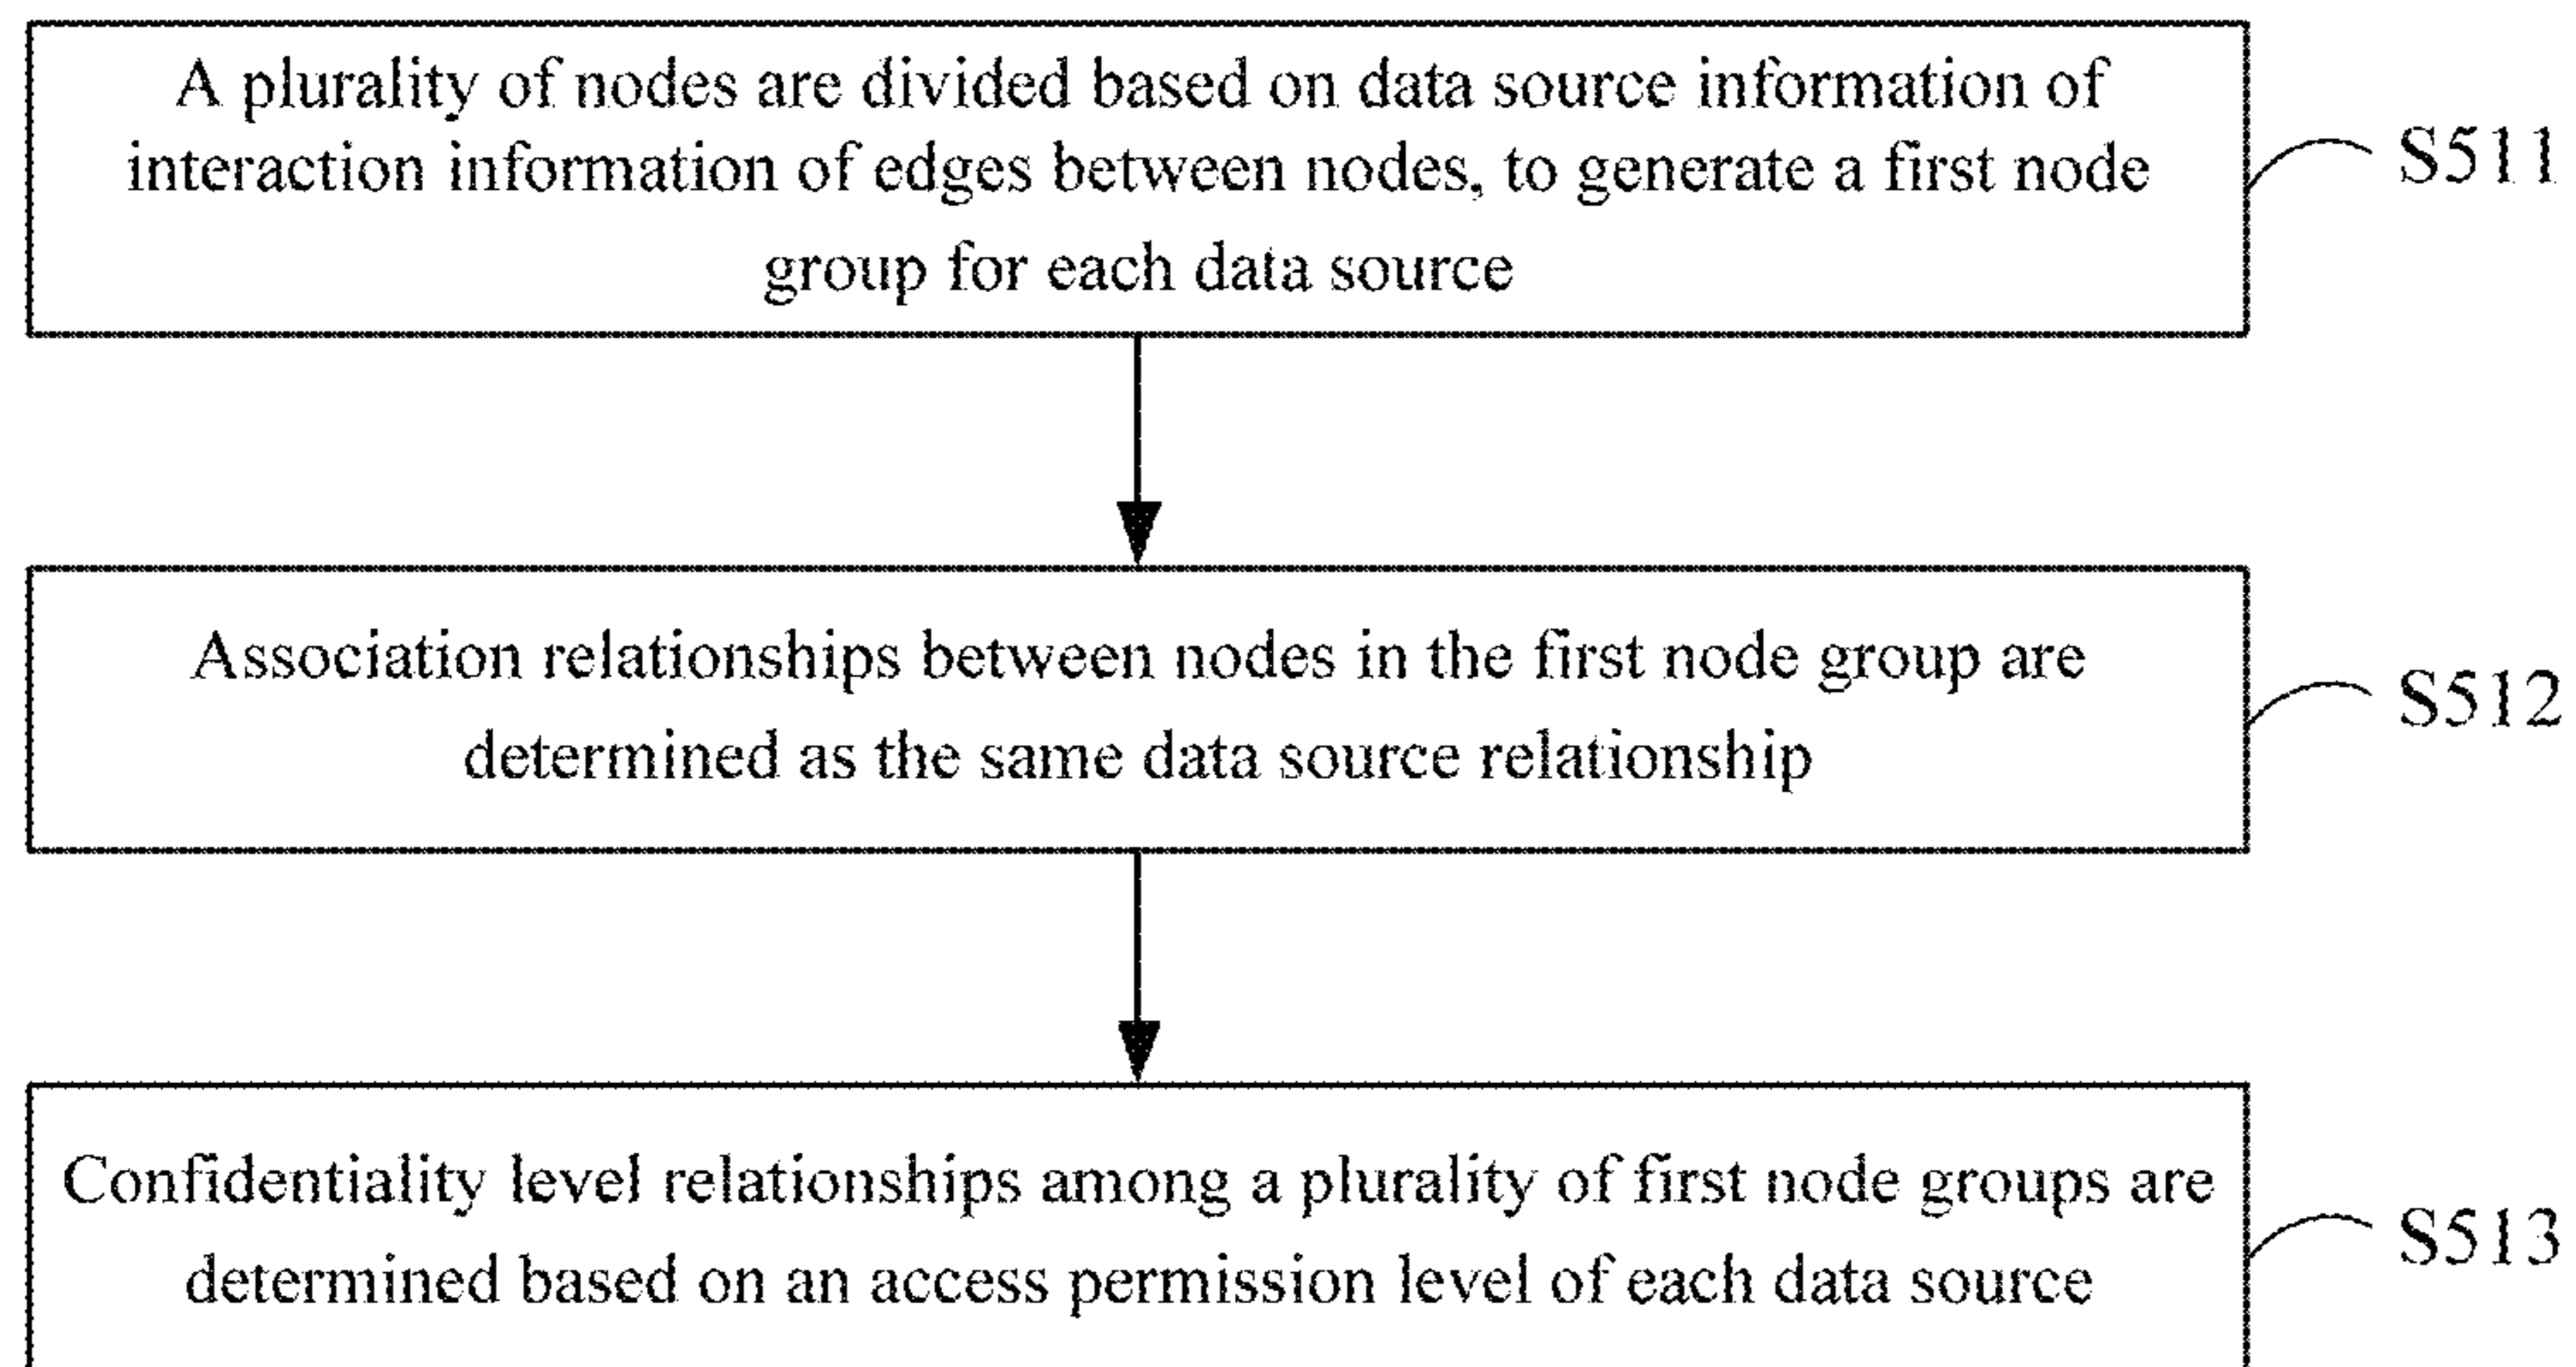 A plurality of nodes are divided based on data source information of
interaction information of edges between nodes, to generate a first node
group for each data source
S511
Association relationships between nodes in the first node group are
determined as the same data source relationship
S512
Confidentiality level relationships among a plurality of first node groups are
determined based on an access permission level of each data source
S513